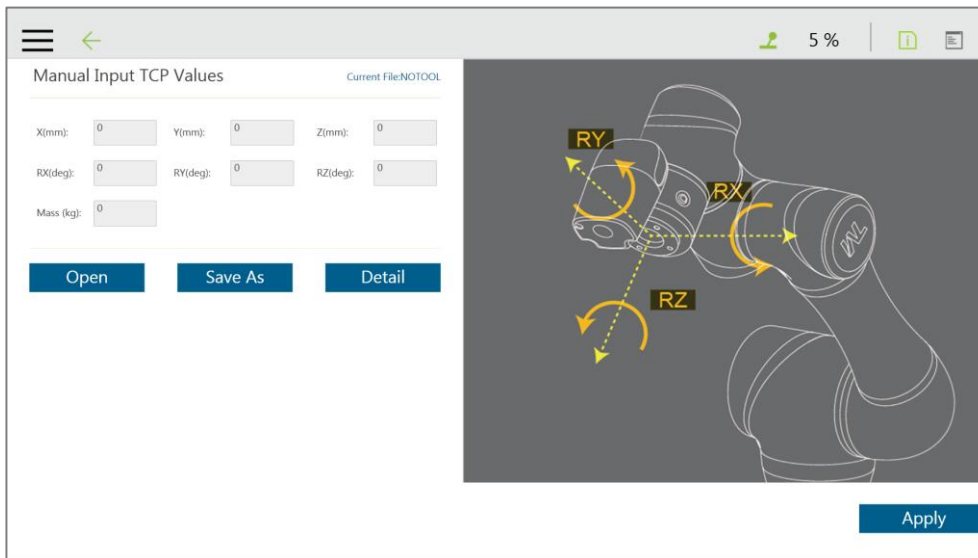 5 %
Manual Input TCP Values
Current File:NOTOOL
X(mm): 0 Y(mm): 0 Z(mm): 0
RX(deg): 0 RY(deg): 0 RZ(deg): 0
Mass (kg): 0
Open Save As Detail
RY
RX
TM
RZ
Apply